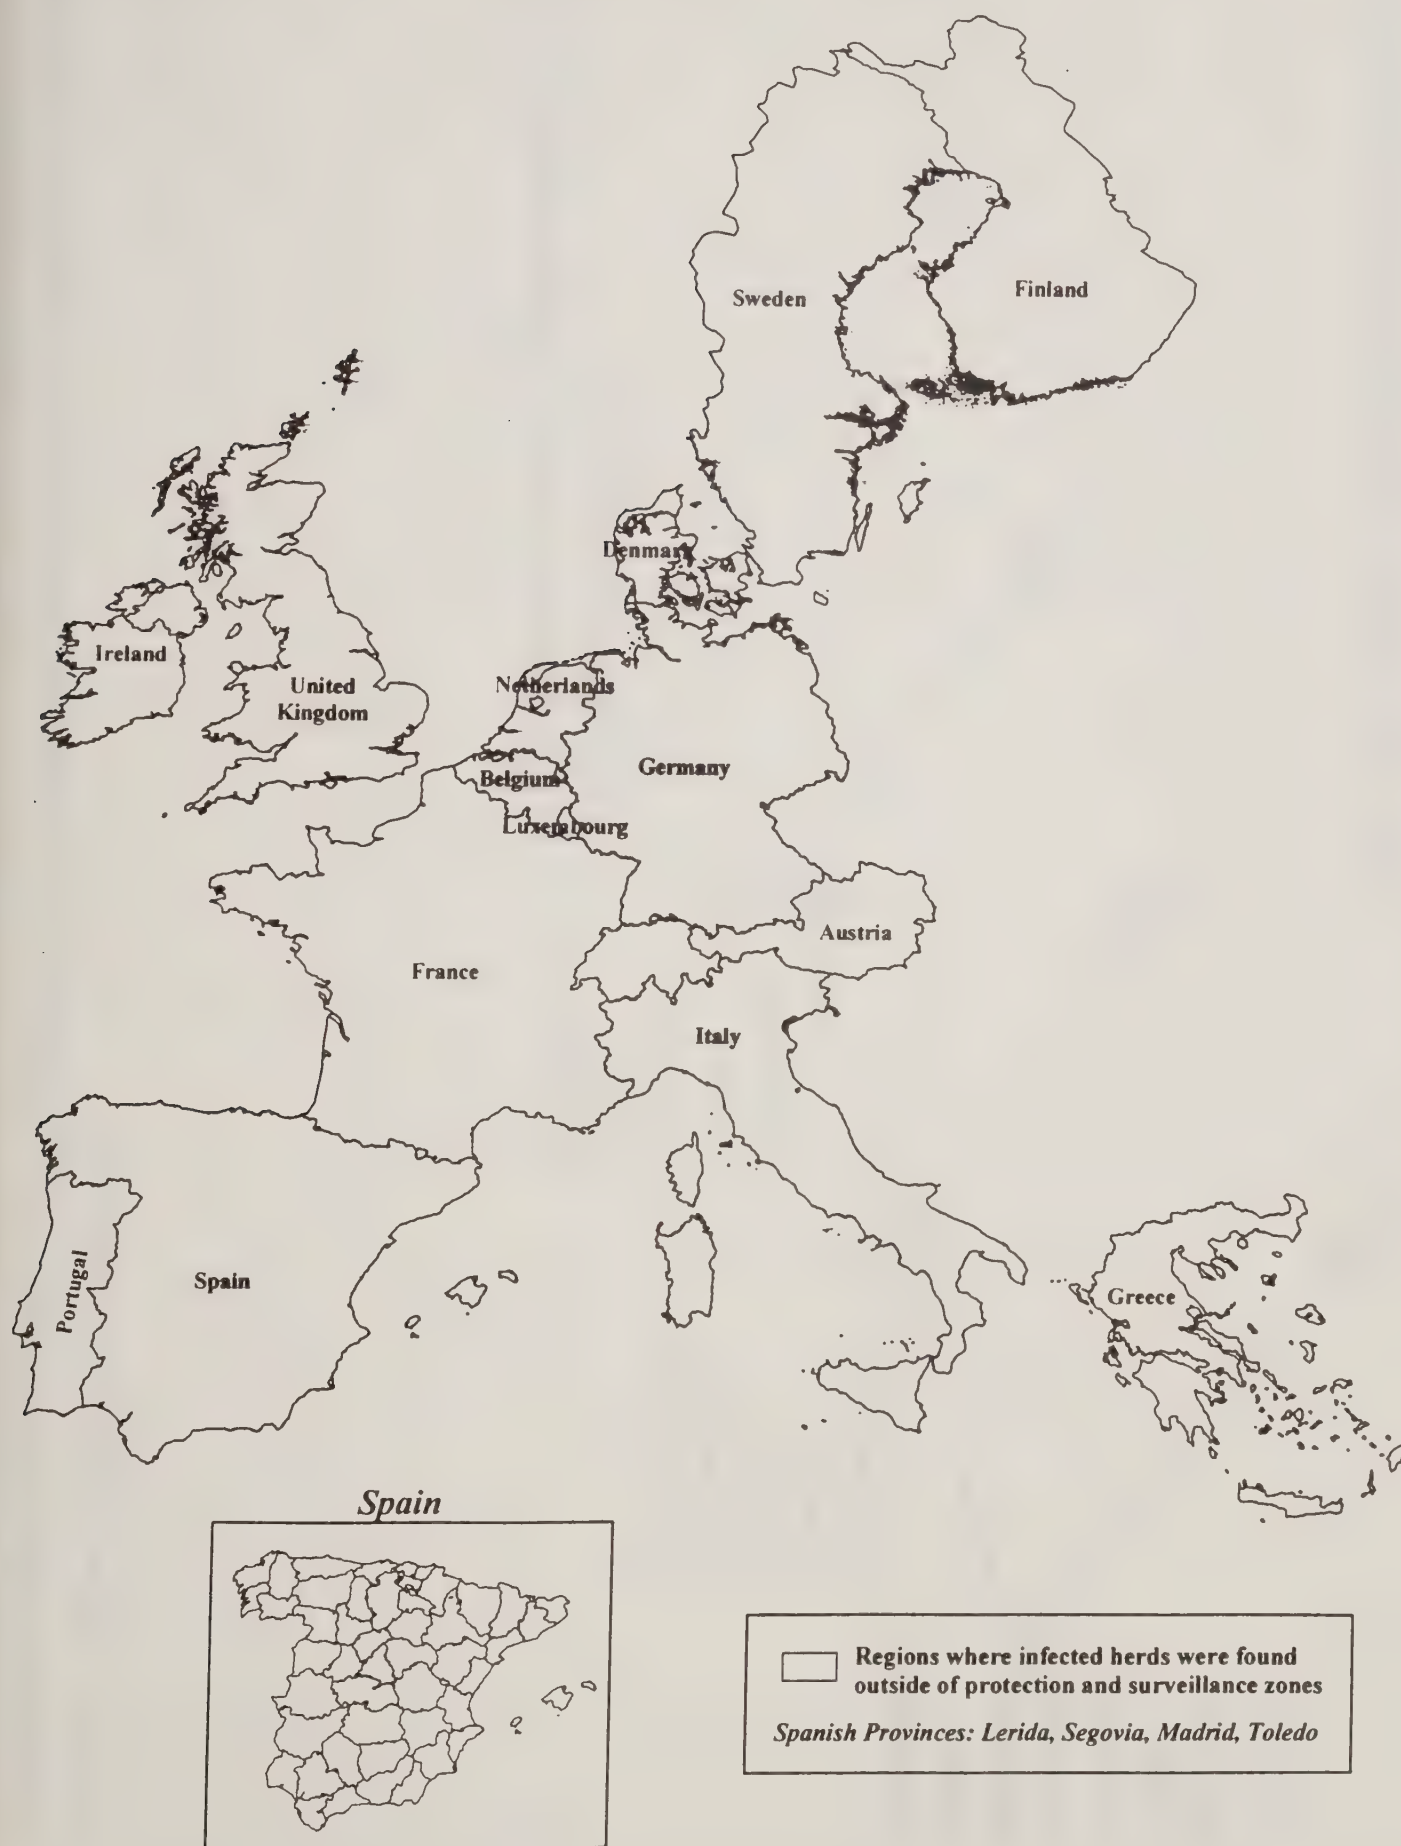 Finland
Sweden
Denmark
Ireland
Netherlands
United
Kingdom
Germany
Belgium
Luxembourg
Austria
France
Italy
Portugal
Spain
Greece
Spain
Regions where infected herds were found
outside of protection and surveillance zones
Spanish Provinces: Lerida, Segovia, Madrid, Toledo